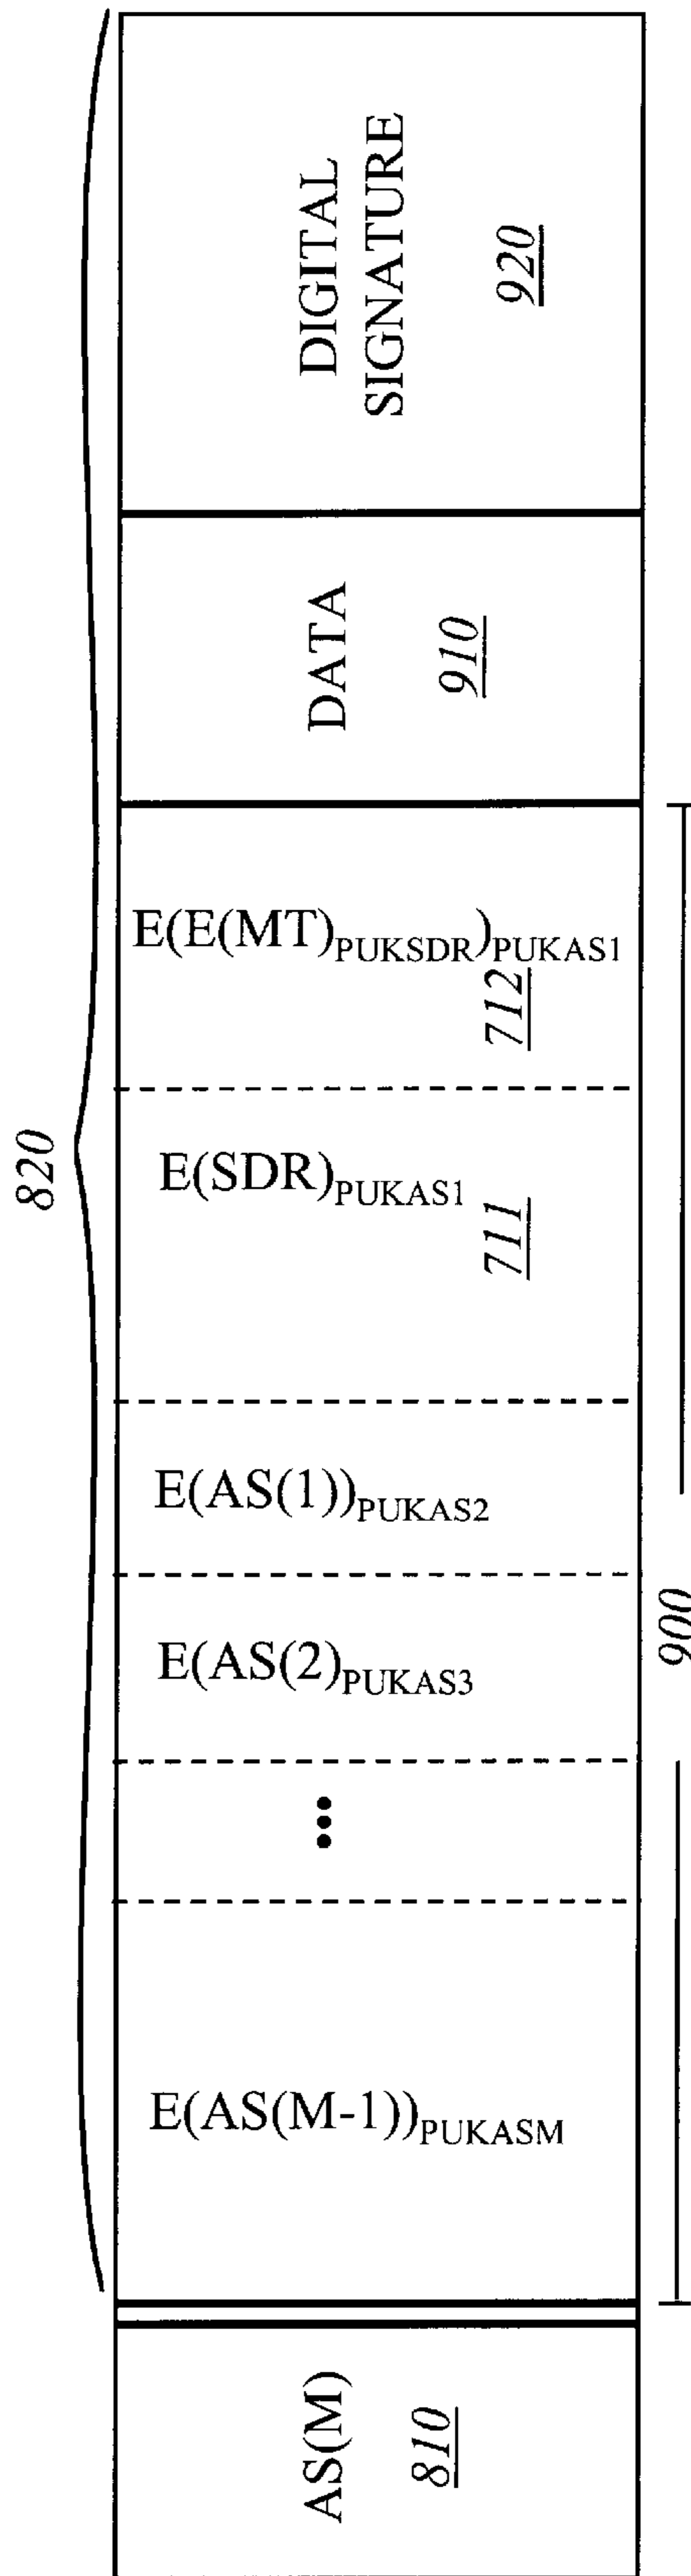 820
DIGITAL
SIGNATURE
920
DATA
910
E(E(MT)PUKSDR)PUKAS1
712
E(SDR)PUKAS1
711
E(AS(1))PUKAS2
E(AS(2)PUKAS3
•••
E(AS(M-1))PUKASM
900
AS(M)
810